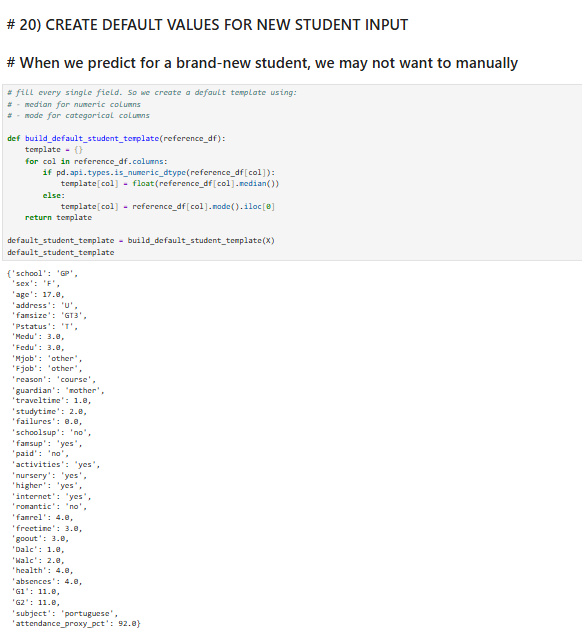 # 20) CREATE DEFAULT VALUES FOR NEW STUDENT INPUT
# When we predict for a brand-new student, we may not want to manually
# fill every single field. So we create a default template using:
# - median for numeric columns
# - mode for categorical columns
def build_default_student_template(reference_df):
    template = {}
    for col in reference_df.columns:
        if pd.api.types.is_numeric_dtype(reference_df[col]):
            template[col] = float(reference_df[col].median())
        else:
            template[col] = reference_df[col].mode().iloc[0]
    return template
default_student_template = build_default_student_template(X)
default_student_template
{'school': 'GP',
 'sex': 'F',
 'age': 17.0,
 'address': 'U',
 'famsize': 'GT3',
 'Pstatus': 'T',
 'Medu': 3.0,
 'Fedu': 3.0,
 'Mjob': 'other',
 'Fjob': 'other',
 'reason': 'course',
 'guardian': 'mother',
 'traveltime': 1.0,
 'studytime': 2.0,
 'failures': 0.0,
 'schoolsup': 'no',
 'famsup': 'yes',
 'paid': 'no',
 'activities': 'yes',
 'nursery': 'yes',
 'higher': 'yes',
 'internet': 'yes',
 'romantic': 'no',
 'famrel': 4.0,
 'freetime': 3.0,
 'goout': 3.0,
 'Dalc': 1.0,
 'Walc': 2.0,
 'health': 4.0,
 'absences': 4.0,
 'G1': 11.0,
 'G2': 11.0,
 'subject': 'portuguese',
 'attendance_proxy_pct': 92.0}